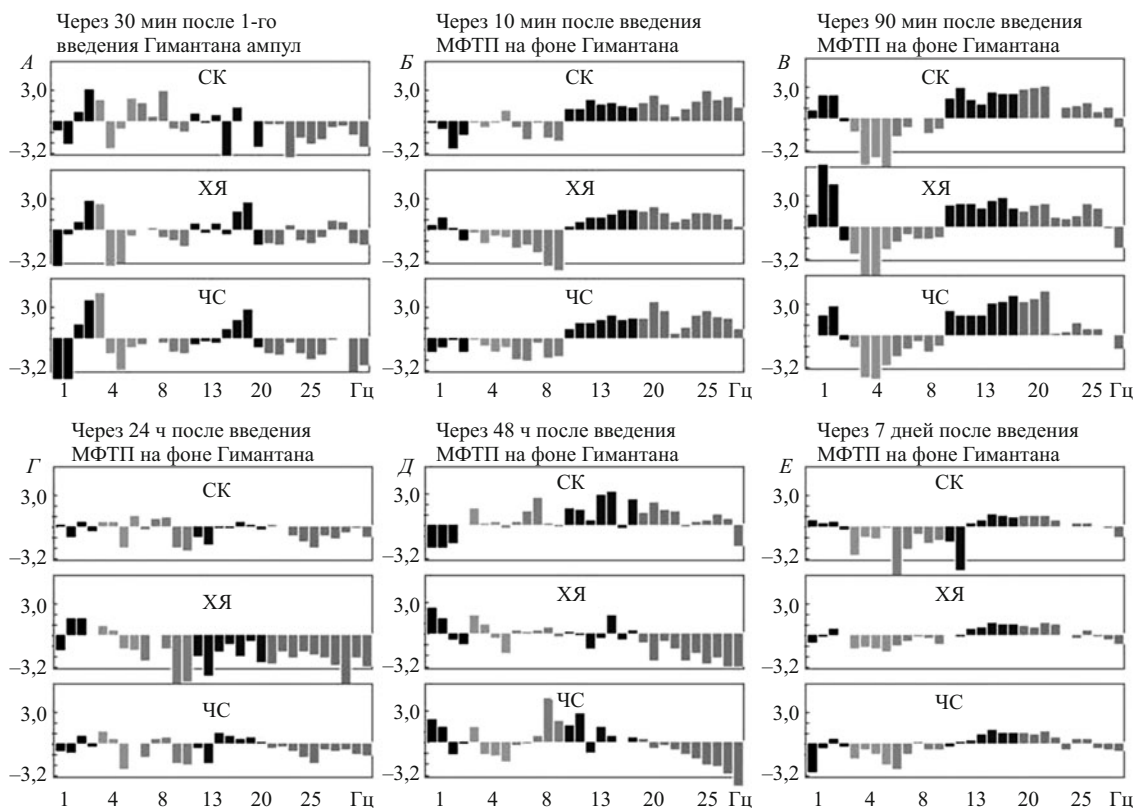 Через 30 мин после 1-го
введения Гимантана ампул
А
СК
3,0
–3,2
ХЯ
3,0
–3,2
ЧС
3,0
–3,2
1 4 8 13 20 25 Гц
Через 10 мин после введения
МФТП на фоне Гимантана
Б
СК
3,0
–3,2
ХЯ
3,0
–3,2
ЧС
3,0
–3,2
1 4 8 13 20 25 Гц
Через 90 мин после введения
МФТП на фоне Гимантана
В
СК
3,0
–3,2
ХЯ
3,0
–3,2
ЧС
3,0
–3,2
1 4 8 13 20 25 Гц
Через 24 ч после введения
МФТП на фоне Гимантана
Г
СК
3,0
–3,2
ХЯ
3,0
–3,2
ЧС
3,0
–3,2
1 4 8 13 20 25 Гц
Через 48 ч после введения
МФТП на фоне Гимантана
Д
СК
3,0
–3,2
ХЯ
3,0
–3,2
ЧС
3,0
–3,2
1 4 8 13 20 25 Гц
Через 7 дней после введения
МФТП на фоне Гимантана
Е
СК
3,0
–3,2
ХЯ
3,0
–3,2
ЧС
3,0
–3,2
1 4 8 13 20 25 Гц